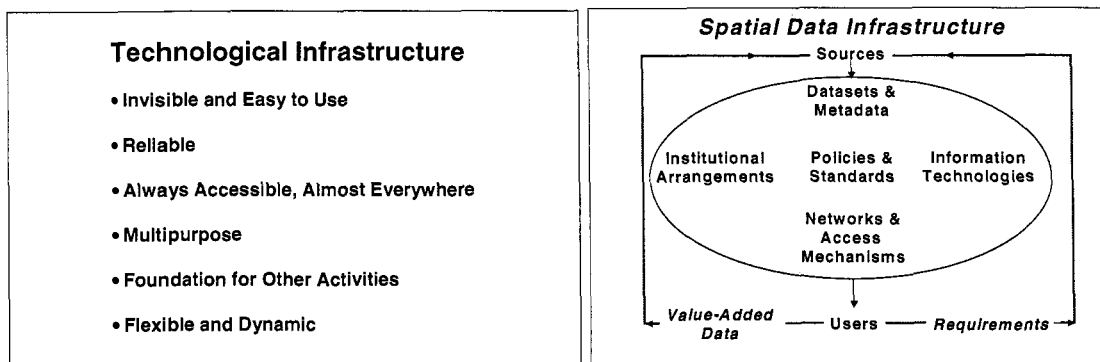 Technological Infrastructure
• Invisible and Easy to Use
• Reliable
• Always Accessible, Almost Everywhere
• Multipurpose
• Foundation for Other Activities
• Flexible and Dynamic
Spatial Data Infrastructure
Sources
Datasets &
Metadata
Institutional
Arrangements
Policies &
Standards
Information
Technologies
Networks &
Access
Mechanisms
Value-Added
Data
Users
Requirements